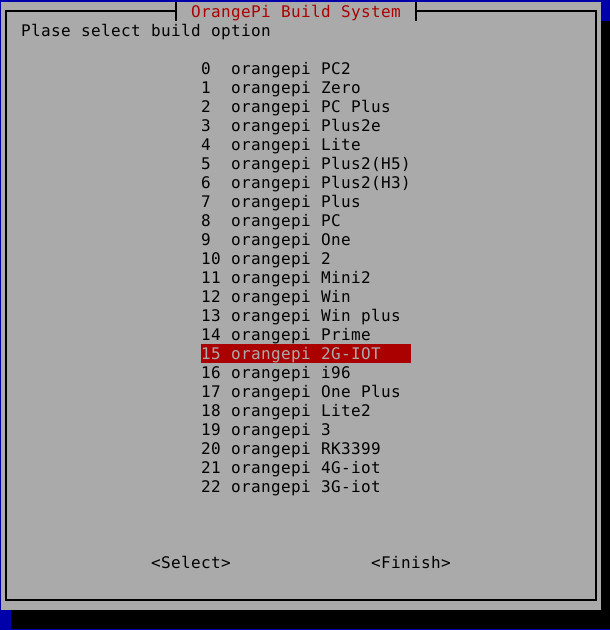 OrangePi Build System
Plase select build option
0 orangepi PC2
1 orangepi Zero
2 orangepi PC Plus
3 orangepi Plus2e
4 orangepi Lite
5 orangepi Plus2(H5)
6 orangepi Plus2(H3)
7 orangepi Plus
8 orangepi PC
9 orangepi One
10 orangepi 2
11 orangepi Mini2
12 orangepi Win
13 orangepi Win plus
14 orangepi Prime
15 orangepi 2G-IOT
16 orangepi i96
17 orangepi One Plus
18 orangepi Lite2
19 orangepi 3
20 orangepi RK3399
21 orangepi 4G-iot
22 orangepi 3G-iot
<Select> <Finish>